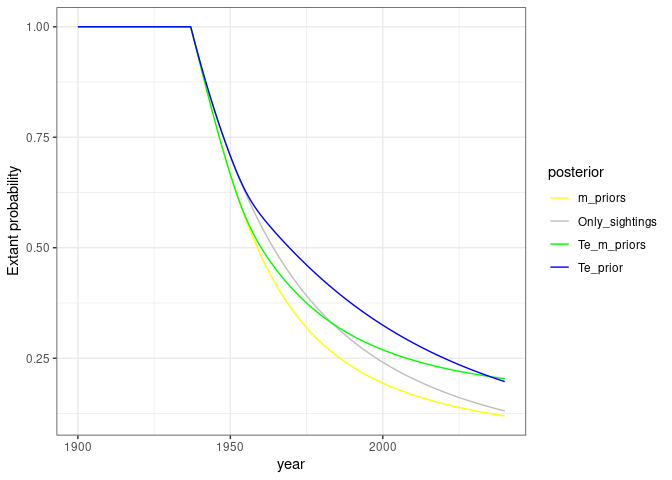 1.00
0.75
0.50
0.25
Extant probability
1900
1950
2000
year
posterior
m_priors
Only_sightings
Te_m_priors
Te_prior